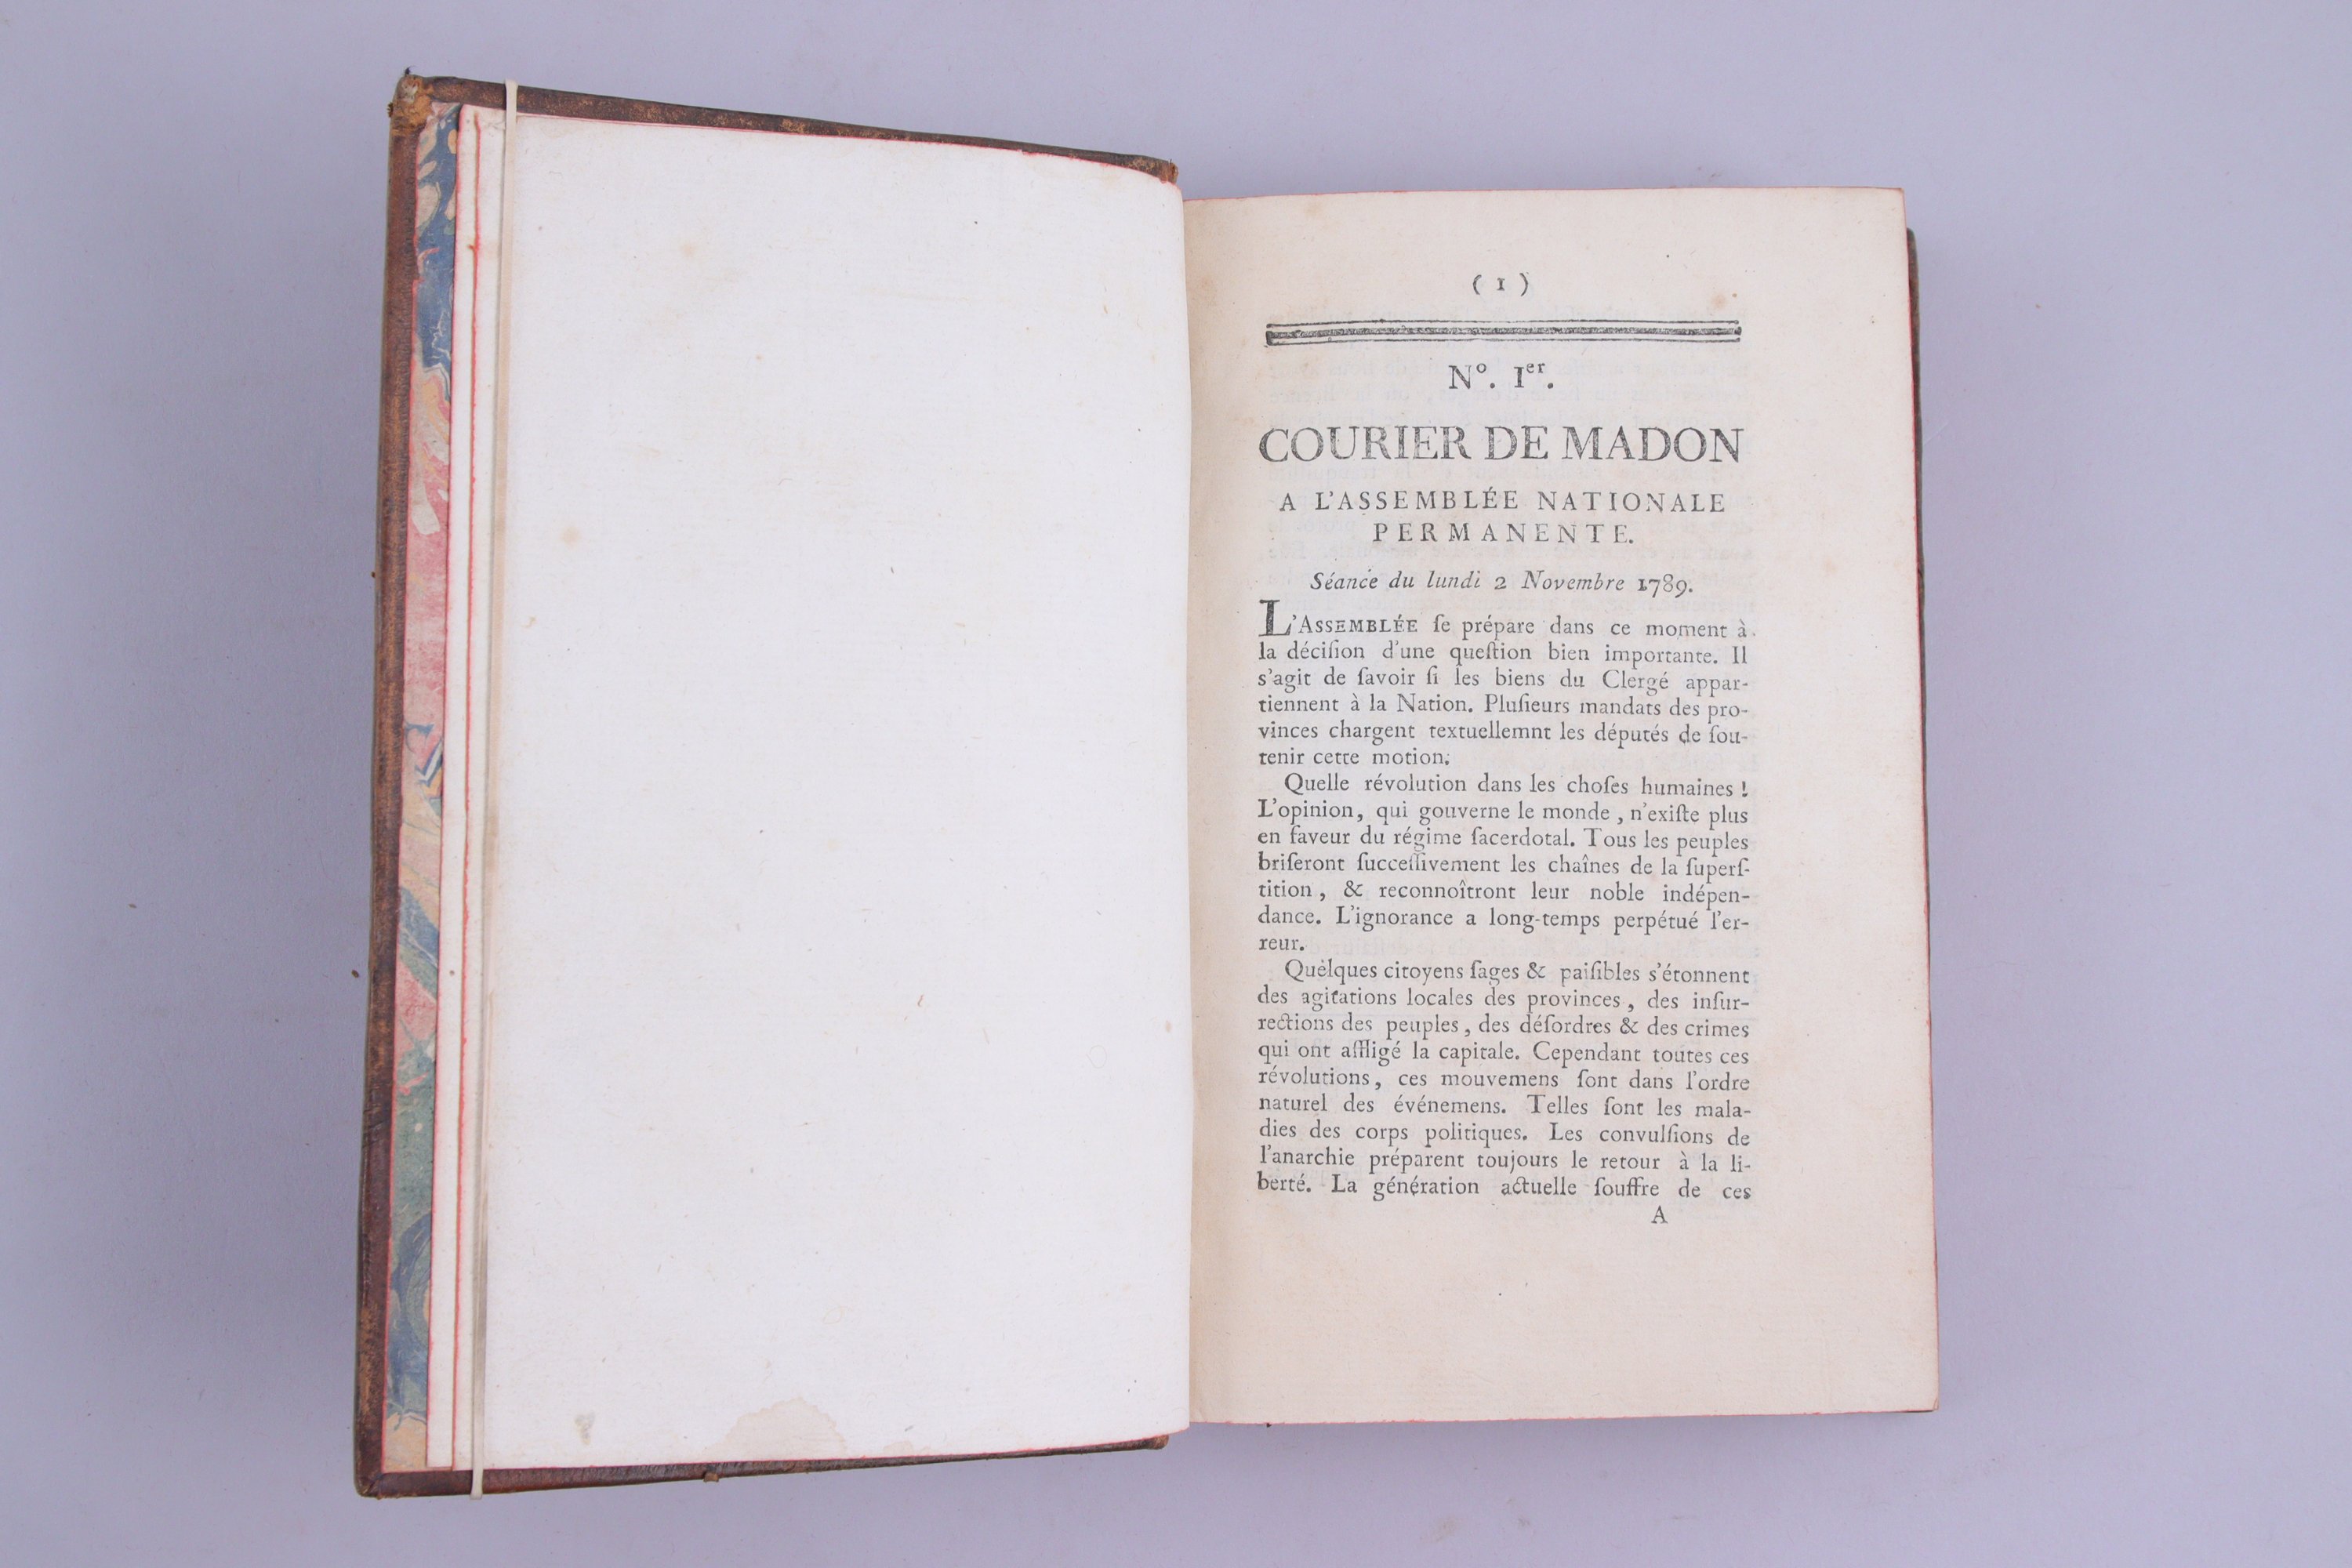 ( 1 )
Nº. Iᵉʳ.
COURIER DE MADON
A L'ASSEMBLÉE NATIONALE
PERMANENTE.
Séance du lundi 2 Novembre 1789.
L'ASSEMBLÉE ſe prépare dans ce moment à
la déciſion d'une queſtion bien importante. Il
s'agit de ſavoir ſi les biens du Clergé appar-
tiennent à la Nation. Pluſieurs mandats des pro-
vinces chargent textuellemnt les députés de ſou-
tenir cette motion.
Quelle révolution dans les choſes humaines !
L'opinion, qui gouverne le monde , n'exiſte plus
en faveur du régime ſacerdotal. Tous les peuples
briſeront ſucceſſivement les chaînes de la ſuperſ-
tition , & reconnoîtront leur noble indépen-
dance. L'ignorance a long-temps perpétué l'er-
reur.
Quelques citoyens ſages & paiſibles s'étonnent
des agitations locales des provinces , des inſur-
rections des peuples , des déſordres & des crimes
qui ont affligé la capitale. Cependant toutes ces
révolutions , ces mouvemens ſont dans l'ordre
naturel des événemens. Telles ſont les mala-
dies des corps politiques. Les convulſions de
l'anarchie préparent toujours le retour à la li-
berté. La génération actuelle ſouffre de ces
A